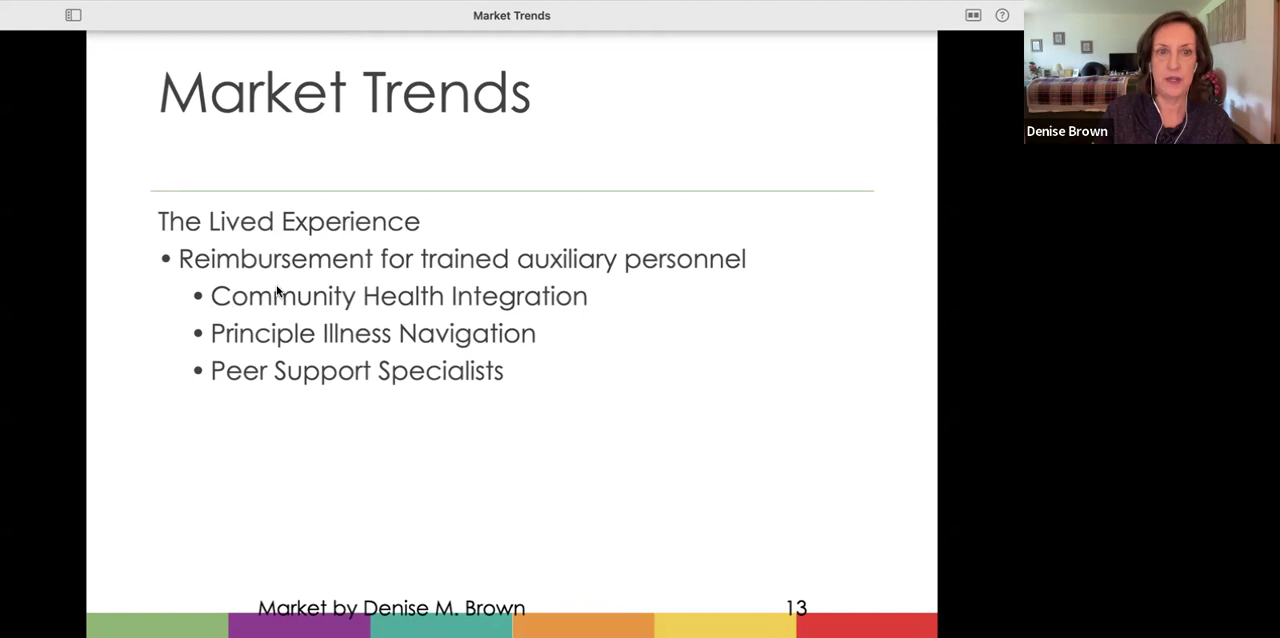 Market Trends
Denise Brown
Market Trends
The Lived Experience
• Reimbursement for trained auxiliary personnel
• Community Health Integration
• Principle Illness Navigation
• Peer Support Specialists
Market by Denise M. Brown
13